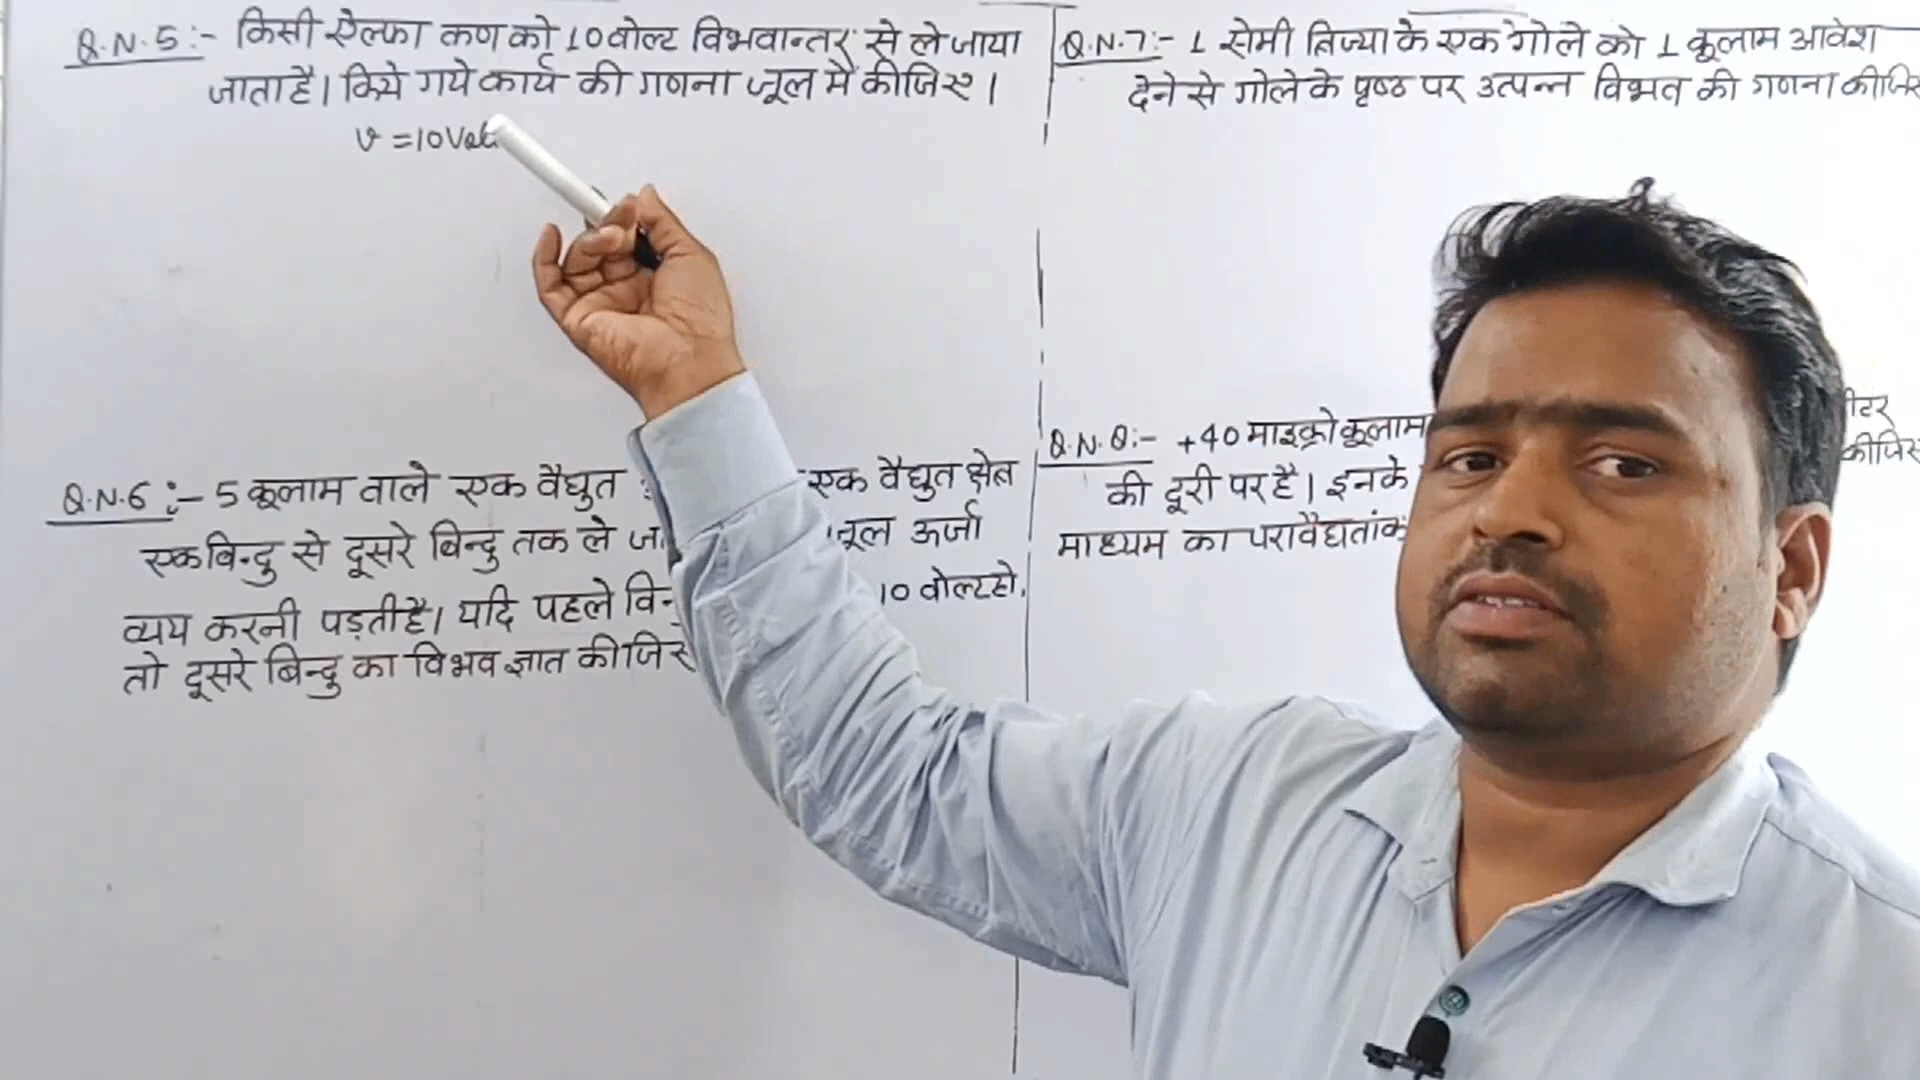 Q.N.5:- किसी ऐल्फा कण को 10 वोल्ट विभवान्तर से ले जाया
जाता है। किये गये कार्य की गणना जूल में कीजिए।
V = 10 Volt
Q.N.6:- 5 कूलाम वाले एक वैद्युत एक वैद्युत क्षेत्र
एक बिन्दु से दूसरे बिन्दु तक ले जूल ऊर्जा
व्यय करनी पड़ती है। यदि पहले 10 वोल्ट हो,
तो दूसरे बिन्दु का विभव ज्ञात कीजिए
Q.N.7:- 1 सेमी त्रिज्या के एक गोले को 1 कूलाम आवेश
देने से गोले के पृष्ठ पर उत्पन्न विभव की गणना
Q.N.8:- +40 माइक्रो कूलाम
की दूरी पर है। इनके
माध्यम का परावैद्युतांक